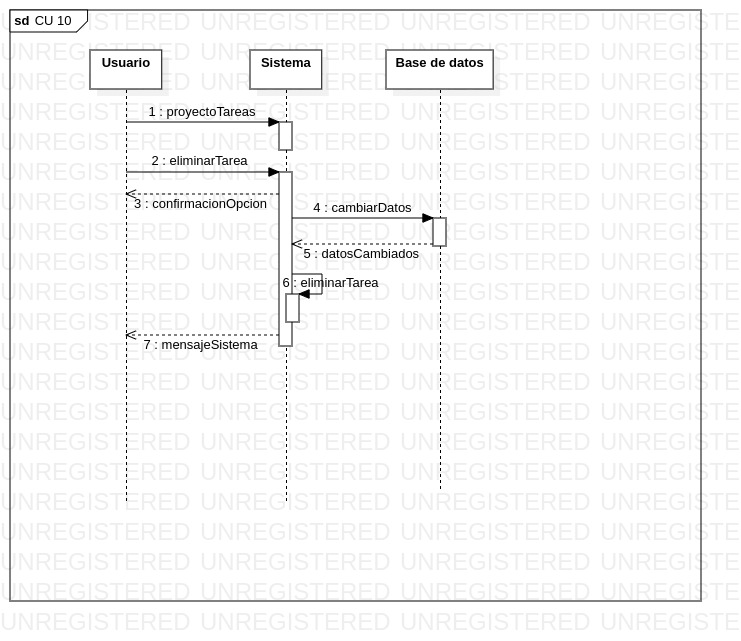 sd CU 10
Usuario
Sistema
Base de datos
1 : proyectoTareas
2 : eliminarTarea
3 : confirmacionOpcion
4 : cambiarDatos
5 : datosCambiados
6 : eliminarTarea
7 : mensajeSistema
UNREGISTERED UNREGISTERED UNREGISTERED UNREGISTE